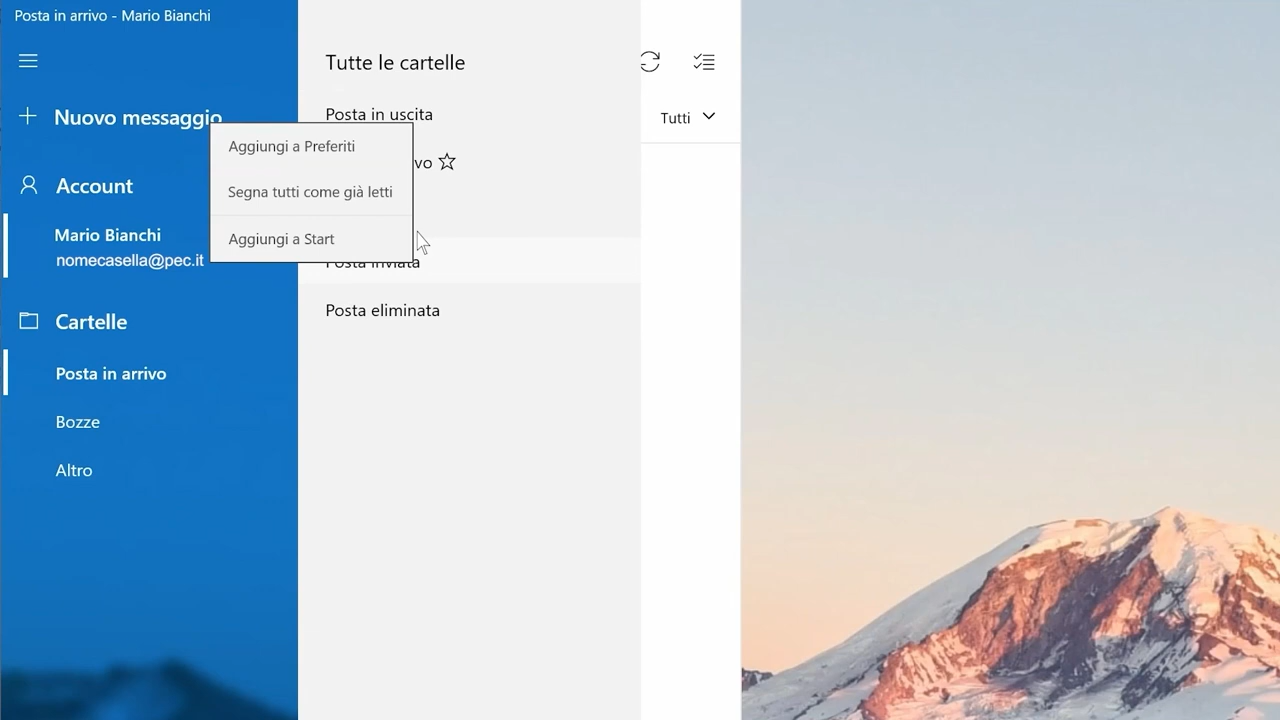 Posta in arrivo - Mario Bianchi
Nuovo messaggio
Account
Mario Bianchi
nomecasella@pec.it
Cartelle
Posta in arrivo
Bozze
Altro
Tutte le cartelle
Posta in uscita
vo
Aggiungi a Preferiti
Segna tutti come già letti
Aggiungi a Start
Posta inviata
Posta eliminata
Tutti